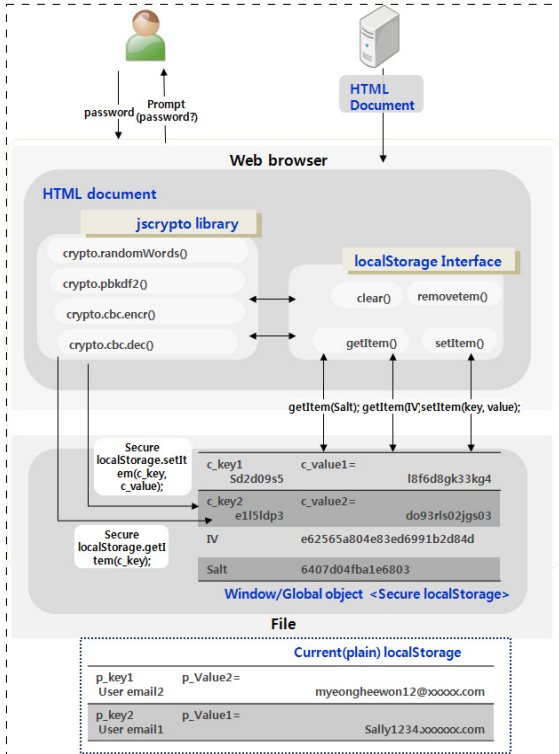 password
Prompt
(password?)
HTML
Document
Web browser
HTML document
jscrypto library
crypto.randomWords()
crypto.pbkdf2()
crypto.cbc.encr()
crypto.cbc.dec()
localStorage Interface
clear()
removetem()
getItem()
setItem()
getItem(Salt); getItem(IV)setItem(key, value);
Secure
localStorage.setIt
em(c_key,
c_value);
Secure
localStorage.getI
tem(c_key);
c_key1 c_value1=
Sd2d09s5 l8f6d8gk33kg4
c_key2 c_value2=
e1l5ldp3 do93rls02jgs03
IV e62565a804e83ed6991b2d84d
Salt 6407d04fba1e6803
Window/Global object <Secure localStorage>
File
Current(plain) localStorage
p_key1 p_Value2=
User email2 myeongheewon12@xxxxx.com
p_key2 p_Value1=
User email1 Sally1234.xxxxxx.com